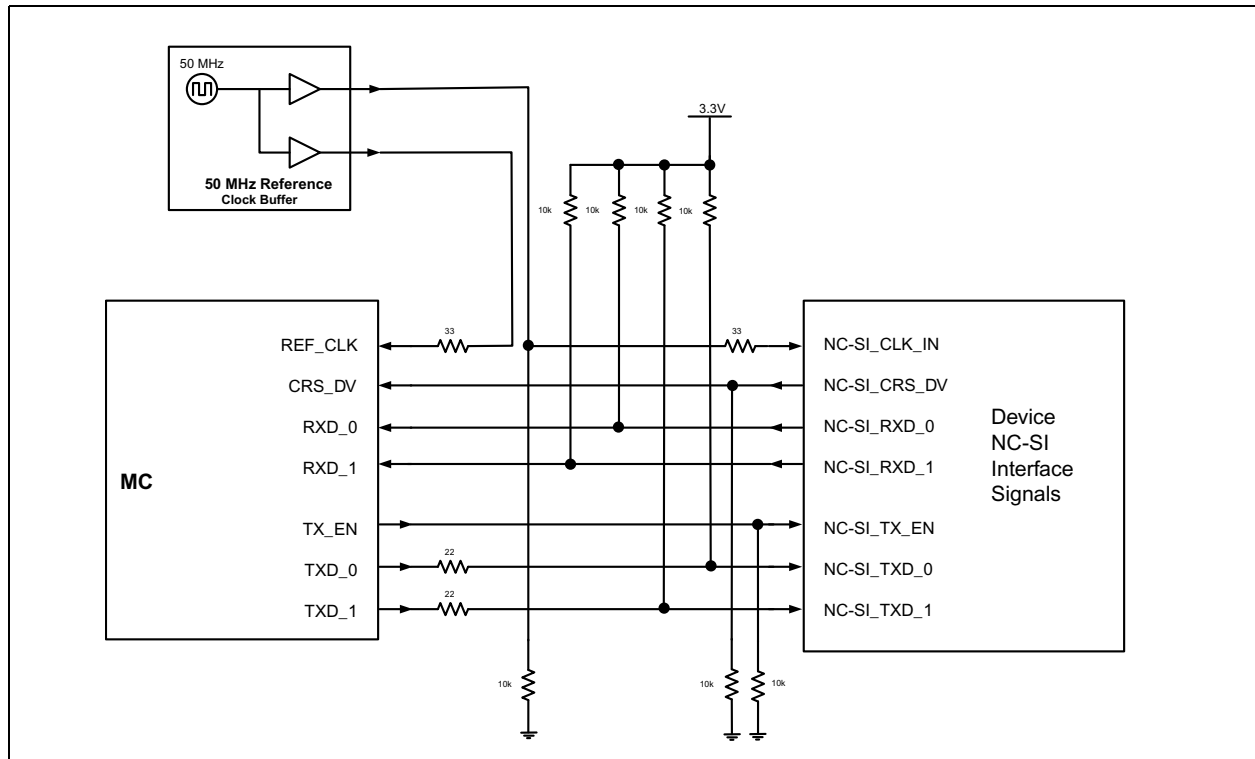 50 MHz
50 MHz Reference
Clock Buffer
3.3V
10k
10k
10k
10k
MC
REF_CLK
CRS_DV
RXD_0
RXD_1
TX_EN
TXD_0
TXD_1
33
22
22
33
NC-SI_CLK_IN
NC-SI_CRS_DV
NC-SI_RXD_0
NC-SI_RXD_1
NC-SI_TX_EN
NC-SI_TXD_0
NC-SI_TXD_1
Device
NC-SI
Interface
Signals
10k
10k
10k